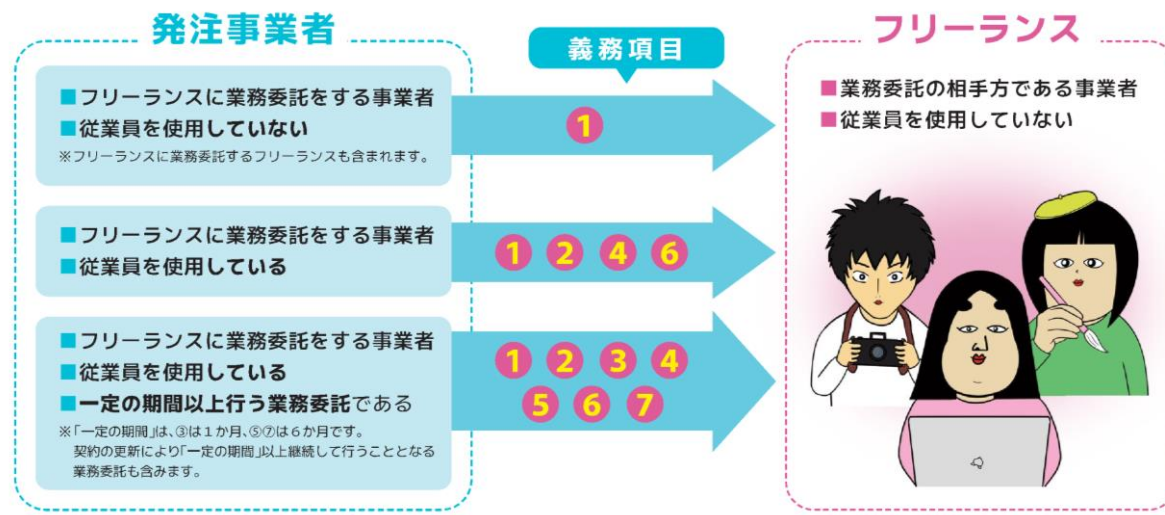 発注事業者
義務項目
フリーランス
■フリーランスに業務委託をする事業者
■従業員を使用していない
※フリーランスに業務委託するフリーランスも含まれます。
1
■フリーランスに業務委託をする事業者
■従業員を使用している
1 2 4 6
■フリーランスに業務委託をする事業者
■従業員を使用している
■一定の期間以上行う業務委託である
※「一定の期間」は、③は1か月、⑤⑦は6か月です。
契約の更新により「一定の期間」以上継続して行うこととなる
業務委託も含みます。
1 2 3 4
5 6 7
■業務委託の相手方である事業者
■従業員を使用していない